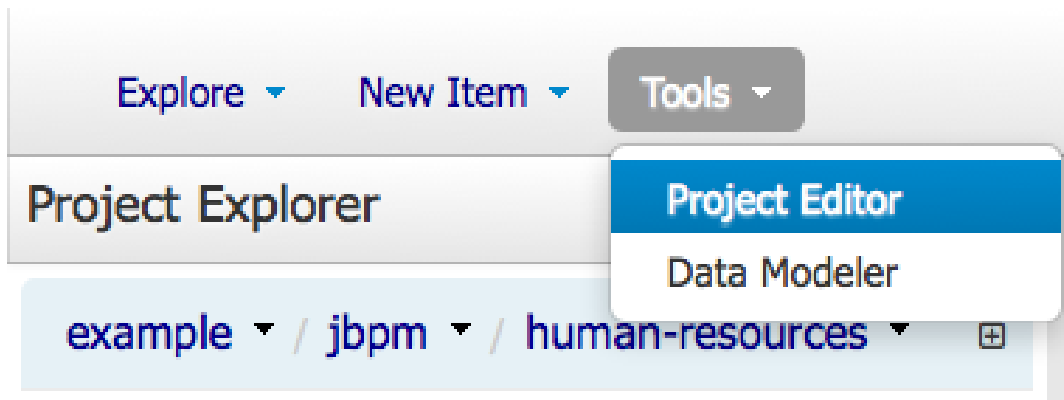 Explore New Item Tools
Project Explorer
Project Editor
Data Modeler
example / jbpm / human-resources